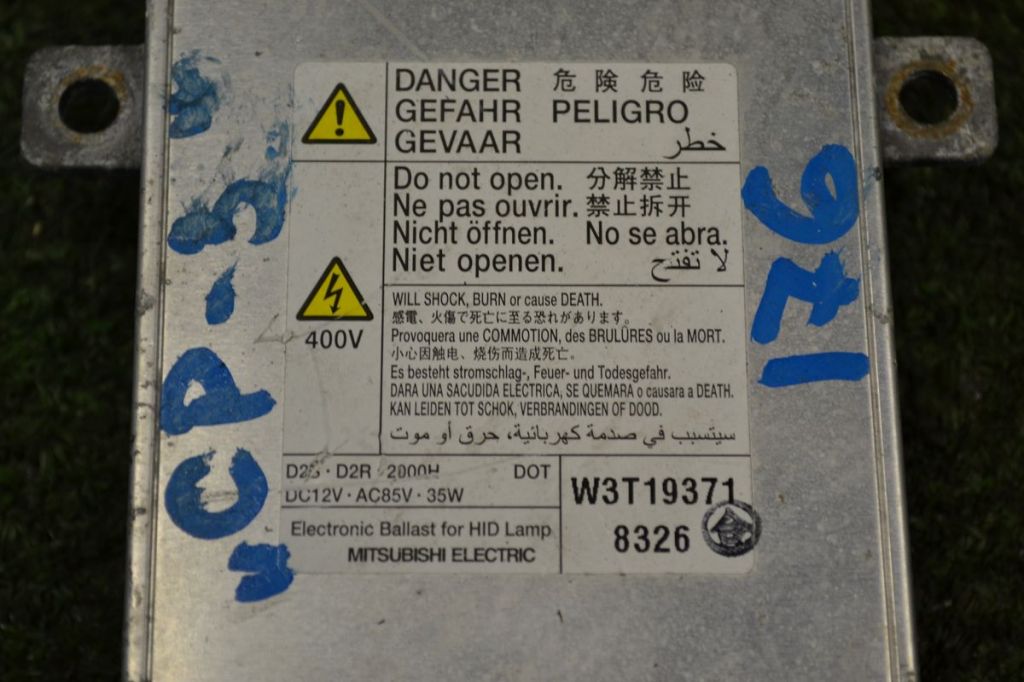 DANGER 危 険 危 险
GEFAHR PELIGRO
GEVAAR خطر
Do not open. 分解禁止
Ne pas ouvrir. 禁止拆开
Nicht öffnen. No se abra.
Niet openen. لا تفتح
400V
WILL SHOCK, BURN or cause DEATH.
感電、火傷で死亡に至る恐れがあります。
Provoquera une COMMOTION, des BRULÛRES ou la MORT.
小心因触电、烧伤而造成死亡。
Es besteht stromschlag-, Feuer- und Todesgefahr.
DARA UNA SACUDIDA ELECTRICA, SE QUEMARA o causara a DEATH.
KAN LEIDEN TOT SCHOK, VERBRANDINGEN OF DOOD.
سيتسبب في صدمة كهربائية، حرق أو موت
D2S · D2R · 2000H DOT
DC12V · AC85V · 35W
Electronic Ballast for HID Lamp
MITSUBISHI ELECTRIC
W3T19371
8326
CP-3